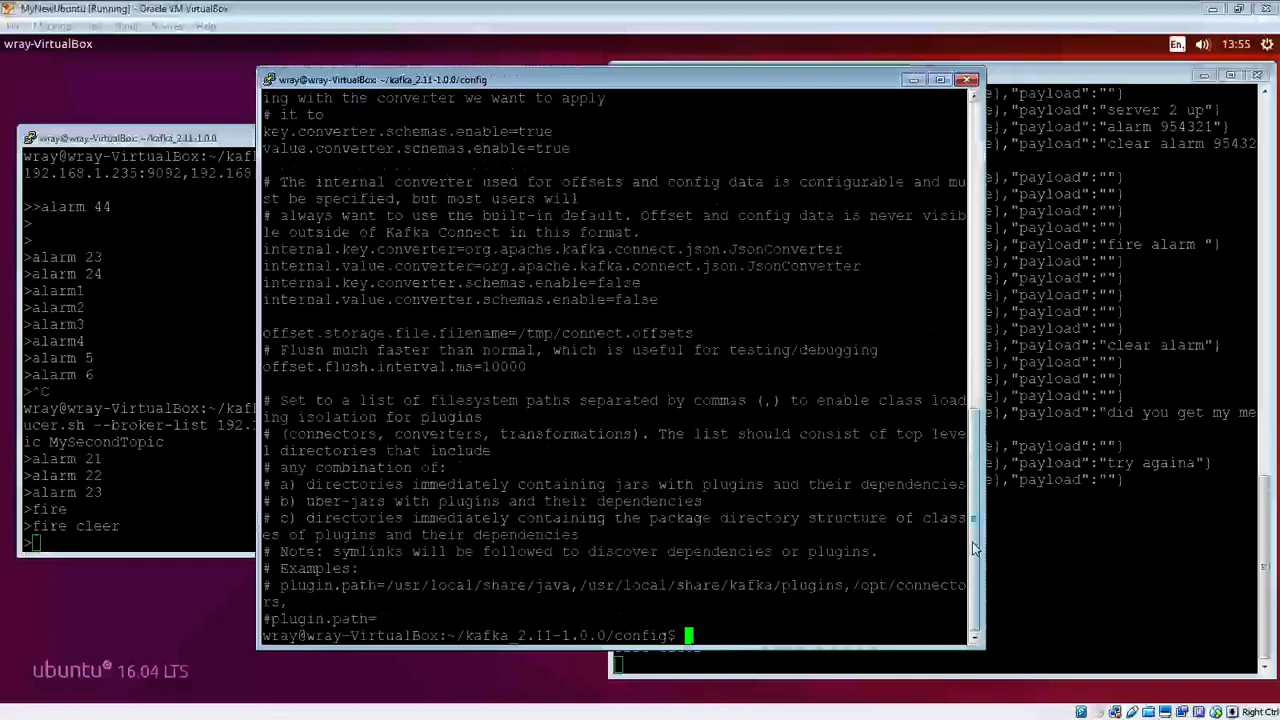 MyNewUbuntu [Running] - Oracle VM VirtualBox
wray-VirtualBox
En
13:55
wray@wray-VirtualBox: ~/kafka_2.11-1.0.0
wray@wray-VirtualBox:~/kaf
192.168.1.235:9092,192.168
>>alarm 44
>
>
>alarm 23
>alarm 24
>alarm1
>alarm2
>alarm3
>alarm4
>alarm 5
>alarm 6
>^C
wray@wray-VirtualBox:~/kaf
ucer.sh --broker-list 192.
ic MySecondTopic
>alarm 21
>alarm 22
>alarm 23
>fire
>fire cleer
>
wray@wray-VirtualBox: ~/kafka_2.11-1.0.0/config
ing with the converter we want to apply
# it to
key.converter.schemas.enable=true
value.converter.schemas.enable=true
# The internal converter used for offsets and config data is configurable and mu
st be specified, but most users will
# always want to use the built-in default. Offset and config data is never visib
le outside of Kafka Connect in this format.
internal.key.converter=org.apache.kafka.connect.json.JsonConverter
internal.value.converter=org.apache.kafka.connect.json.JsonConverter
internal.key.converter.schemas.enable=false
internal.value.converter.schemas.enable=false
offset.storage.file.filename=/tmp/connect.offsets
# Flush much faster than normal, which is useful for testing/debugging
offset.flush.interval.ms=10000
# Set to a list of filesystem paths separated by commas (,) to enable class load
ing isolation for plugins
# (connectors, converters, transformations). The list should consist of top leve
l directories that include
# any combination of:
# a) directories immediately containing jars with plugins and their dependencies
# b) uber-jars with plugins and their dependencies
# c) directories immediately containing the package directory structure of class
es of plugins and their dependencies
# Note: symlinks will be followed to discover dependencies or plugins.
# Examples:
# plugin.path=/usr/local/share/java,/usr/local/share/kafka/plugins,/opt/connecto
rs,
#plugin.path=
wray@wray-VirtualBox:~/kafka_2.11-1.0.0/config$
e},"payload":""}
e},"payload":"server 2 up"}
e},"payload":"alarm 954321"}
e},"payload":"clear alarm 95432
e},"payload":""}
e},"payload":""}
e},"payload":""}
e},"payload":""}
e},"payload":"fire alarm "}
e},"payload":""}
e},"payload":""}
e},"payload":""}
e},"payload":""}
e},"payload":""}
e},"payload":"clear alarm"}
e},"payload":""}
e},"payload":""}
e},"payload":""}
e},"payload":"did you get my me
e},"payload":""}
e},"payload":"try againa"}
e},"payload":""}
ubuntu® 16.04 LTS
Right Ctrl